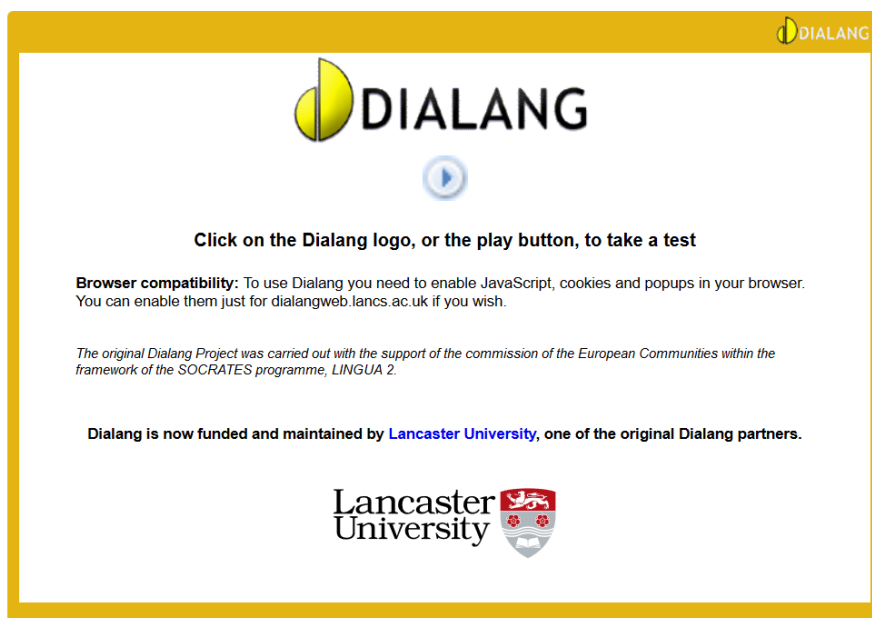 DIALANG
DIALANG
Click on the Dialang logo, or the play button, to take a test
Browser compatibility: To use Dialang you need to enable JavaScript, cookies and popups in your browser.
You can enable them just for dialangweb.lancs.ac.uk if you wish.
The original Dialang Project was carried out with the support of the commission of the European Communities within the
framework of the SOCRATES programme, LINGUA 2.
Dialang is now funded and maintained by Lancaster University, one of the original Dialang partners.
Lancaster
University